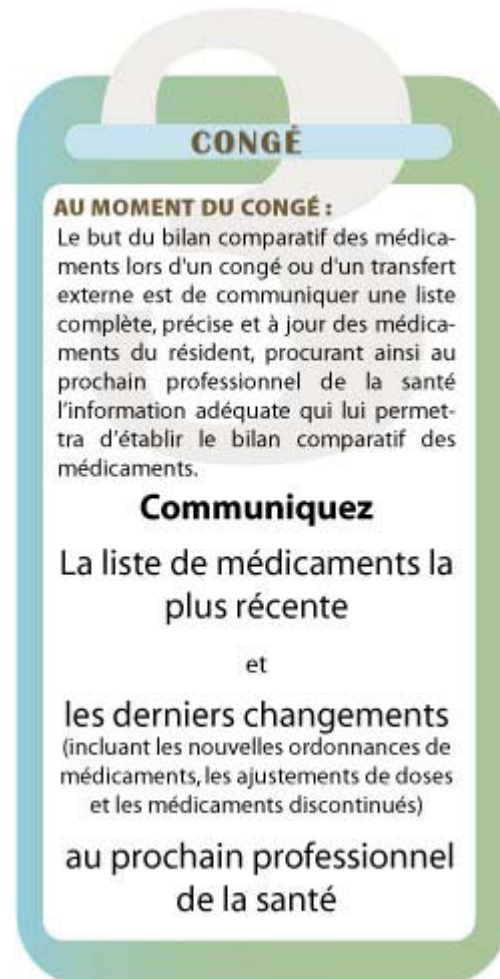 3
CONGÉ
AU MOMENT DU CONGÉ :
Le but du bilan comparatif des médica-
ments lors d'un congé ou d'un transfert
externe est de communiquer une liste
complète, précise et à jour des médica-
ments du résident, procurant ainsi au
prochain professionnel de la santé
l'information adéquate qui lui permet-
tra d'établir le bilan comparatif des
médicaments.
Communiquez
La liste de médicaments la
plus récente
et
les derniers changements
(incluant les nouvelles ordonnances de
médicaments, les ajustements de doses
et les médicaments discontinués)
au prochain professionnel
de la santé